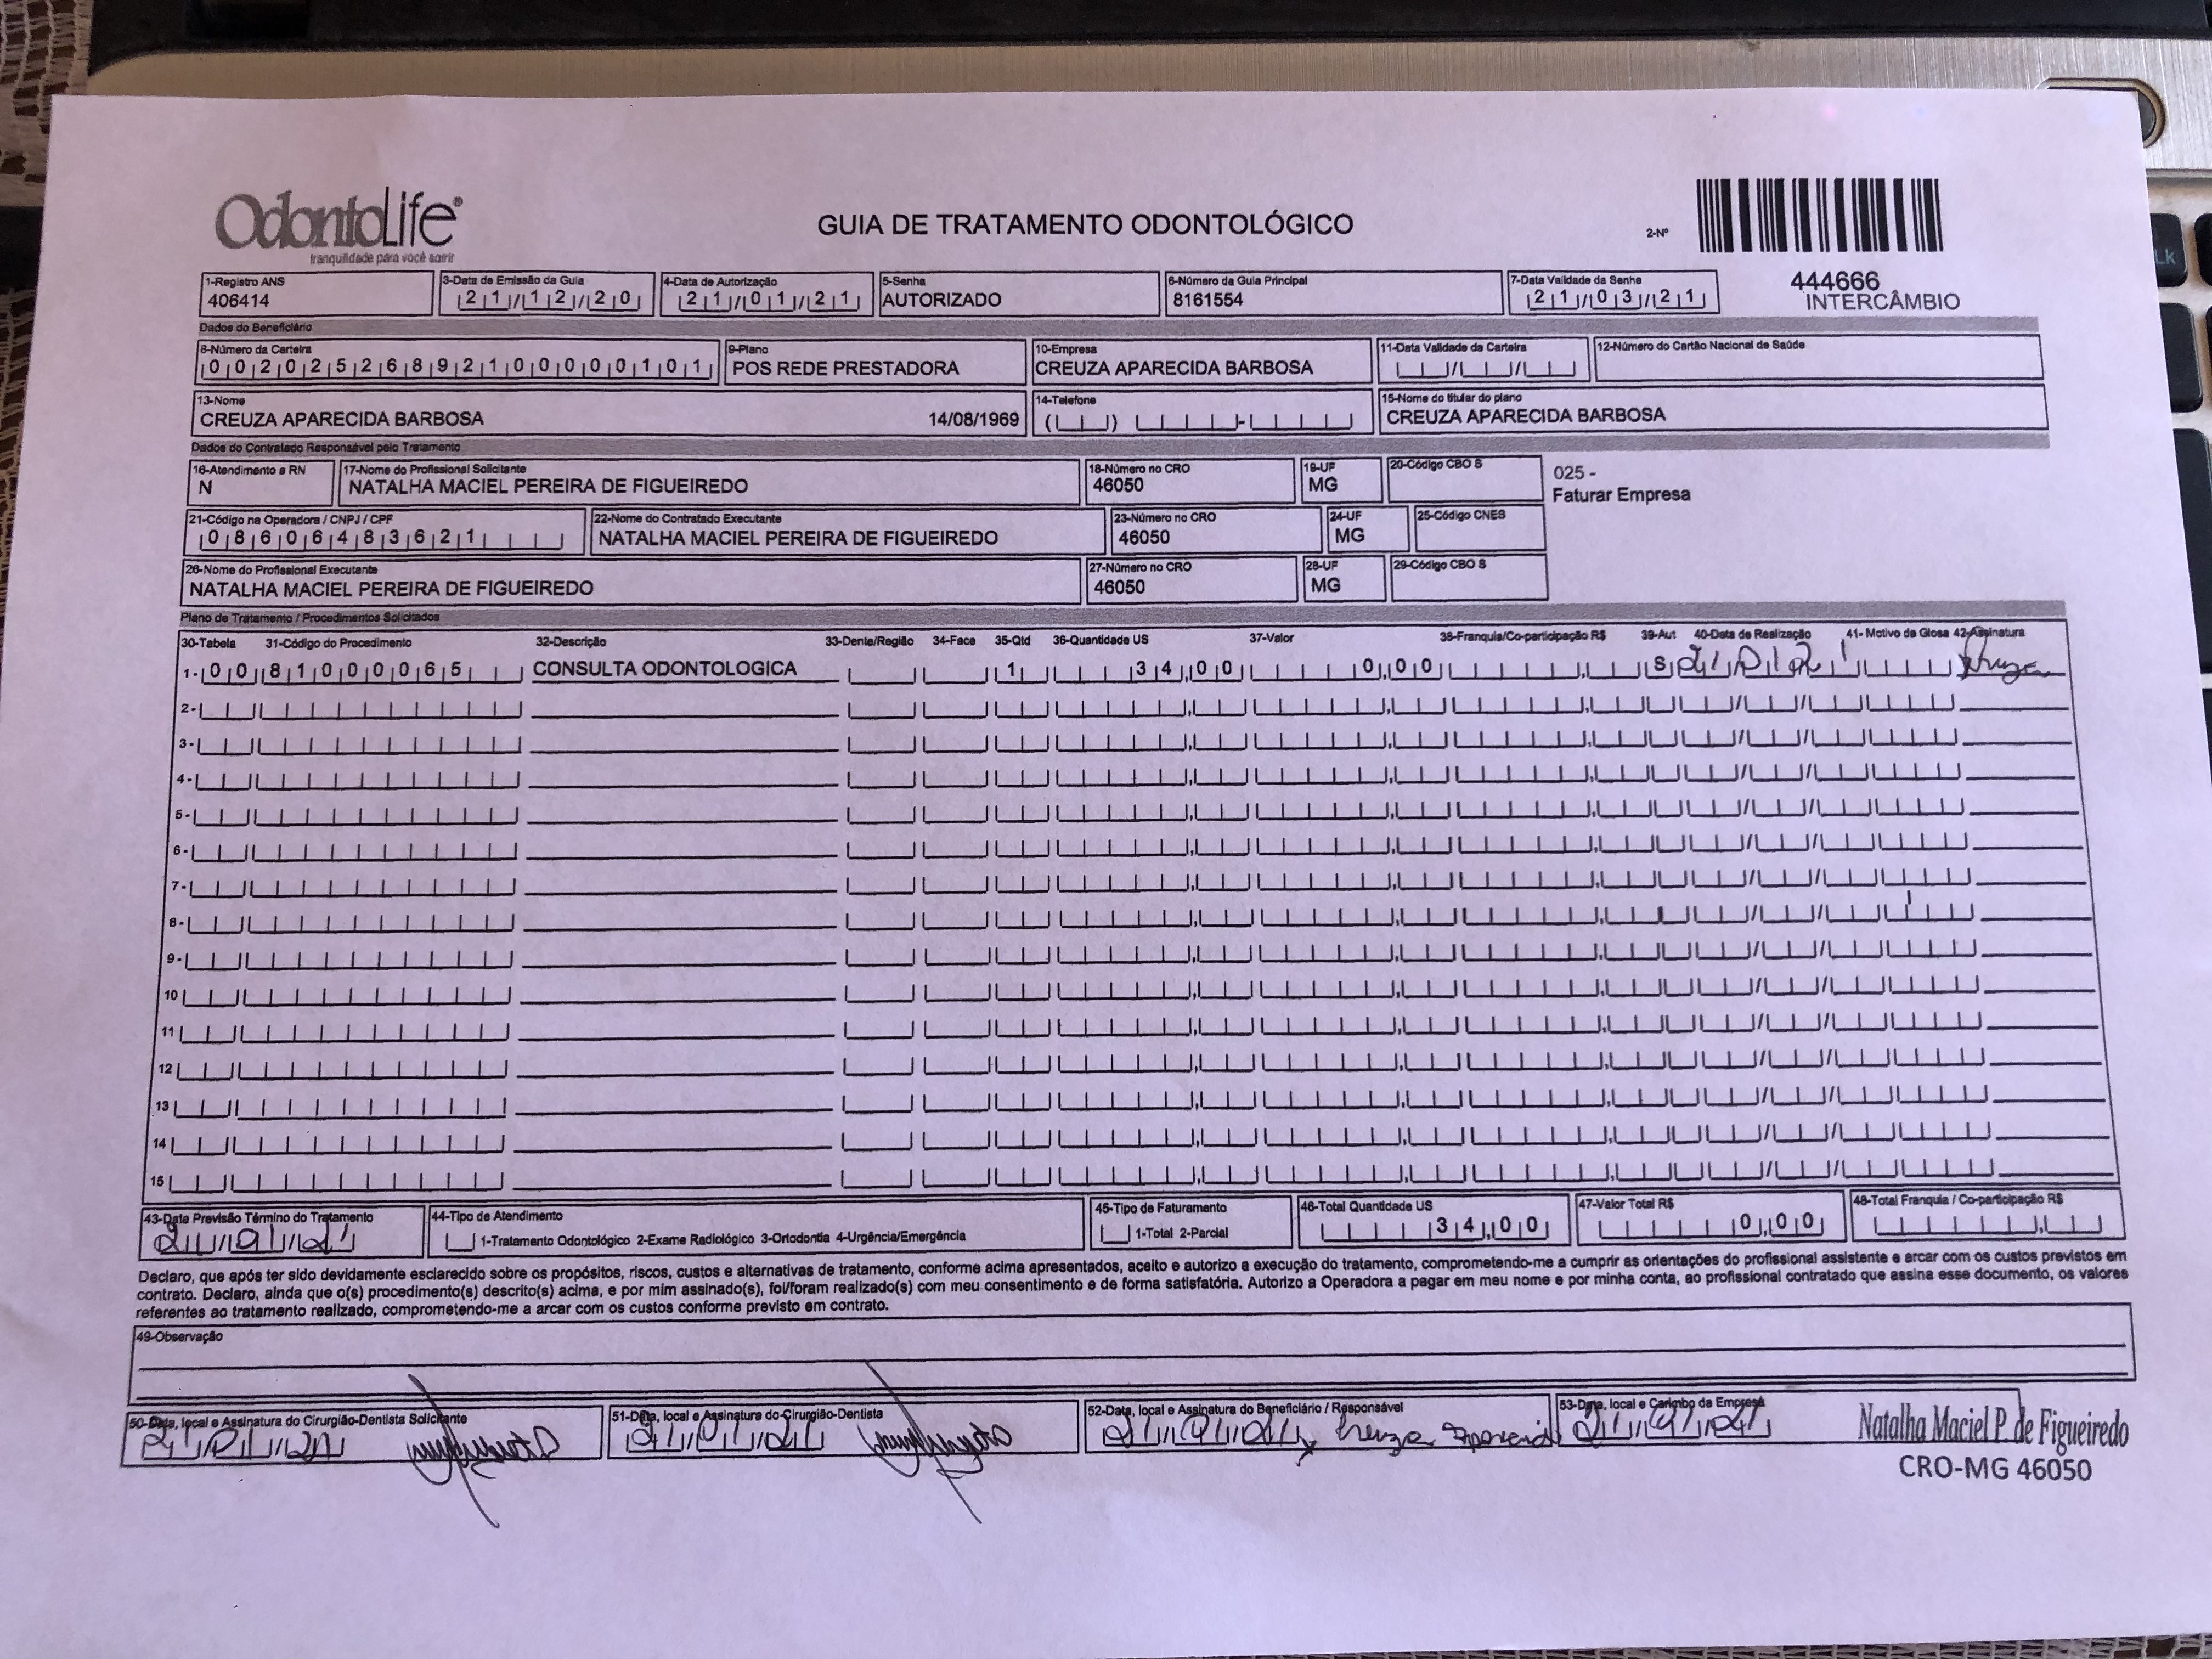 OdontoLife®
tranquilidade para você sorrir
GUIA DE TRATAMENTO ODONTOLÓGICO
2-Nº
444666
INTERCÂMBIO
1-Registro ANS
406414
3-Data de Emissão da Guia
21/12/20
4-Data de Autorização
21/01/21
5-Senha
AUTORIZADO
6-Número da Guia Principal
8161554
7-Data Validade da Senha
21/03/21
Dados do Beneficiário
8-Número da Carteira
00202526892100000101
9-Plano
POS REDE PRESTADORA
10-Empresa
CREUZA APARECIDA BARBOSA
11-Data Validade da Carteira
12-Número do Cartão Nacional de Saúde
13-Nome
CREUZA APARECIDA BARBOSA 14/08/1969
14-Telefone
15-Nome do titular do plano
CREUZA APARECIDA BARBOSA
Dados do Contratado Responsável pelo Tratamento
16-Atendimento a RN
N
17-Nome do Profissional Solicitante
NATALHA MACIEL PEREIRA DE FIGUEIREDO
18-Número no CRO
46050
19-UF
MG
20-Código CBO S
025 -
Faturar Empresa
21-Código na Operadora / CNPJ / CPF
08606483621
22-Nome do Contratado Executante
NATALHA MACIEL PEREIRA DE FIGUEIREDO
23-Número no CRO
46050
24-UF
MG
25-Código CNES
26-Nome do Profissional Executante
NATALHA MACIEL PEREIRA DE FIGUEIREDO
27-Número no CRO
46050
28-UF
MG
29-Código CBO S
Plano de Tratamento / Procedimentos Solicitados
30-Tabela 31-Código do Procedimento 32-Descrição 33-Dente/Região 34-Face 35-Qtd 36-Quantidade US 37-Valor 38-Franquia/Co-participação R$ 39-Aut 40-Data de Realização 41- Motivo da Glosa 42-Assinatura
1- 00 81000065 CONSULTA ODONTOLOGICA 1 34,00 0,00 S 21 01 21
2-
3-
4-
5-
6-
7-
8-
9-
10
11
12
13
14
15
43-Data Previsão Término do Tratamento
21 01 21
44-Tipo de Atendimento
1-Tratamento Odontológico 2-Exame Radiológico 3-Ortodontia 4-Urgência/Emergência
45-Tipo de Faturamento
1-Total 2-Parcial
46-Total Quantidade US
34,00
47-Valor Total R$
0,00
48-Total Franquia / Co-participação R$
Declaro, que após ter sido devidamente esclarecido sobre os propósitos, riscos, custos e alternativas de tratamento, conforme acima apresentados, aceito e autorizo a execução do tratamento, comprometendo-me a cumprir as orientações do profissional assistente e arcar com os custos previstos em
contrato. Declaro, ainda que o(s) procedimento(s) descrito(s) acima, e por mim assinado(s), foi/foram realizado(s) com meu consentimento e de forma satisfatória. Autorizo a Operadora a pagar em meu nome e por minha conta, ao profissional contratado que assina esse documento, os valores
referentes ao tratamento realizado, comprometendo-me a arcar com os custos conforme previsto em contrato.
49-Observação
50-Data, local e Assinatura do Cirurgião-Dentista Solicitante
21 01 21
51-Data, local e Assinatura do Cirurgião-Dentista
21 01 21
52-Data, local e Assinatura do Beneficiário / Responsável
21 01 21 x Creuza Aparecida
53-Data, local e Carimbo da Empresa
21 01 21
Natalha Maciel P. de Figueiredo
CRO-MG 46050